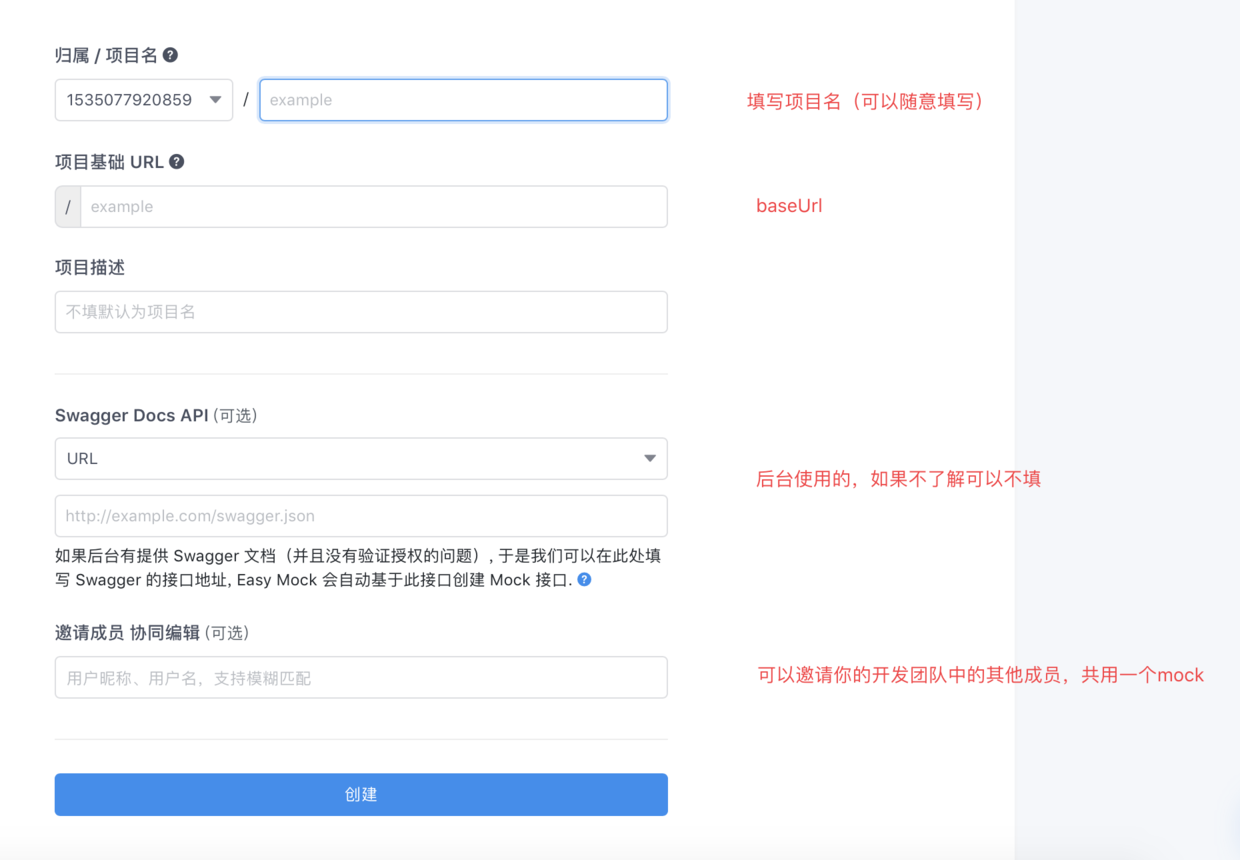 归属 / 项目名 ?
1535077920859 / example
填写项目名（可以随意填写）
项目基础 URL ?
/ example
baseUrl
项目描述
不填默认为项目名
Swagger Docs API (可选)
URL
后台使用的，如果不了解可以不填
http://example.com/swagger.json
如果后台有提供 Swagger 文档（并且没有验证授权的问题）, 于是我们可以在此处填
写 Swagger 的接口地址, Easy Mock 会自动基于此接口创建 Mock 接口. ?
邀请成员 协同编辑 (可选)
用户昵称、用户名，支持模糊匹配
可以邀请你的开发团队中的其他成员，共用一个mock
创建